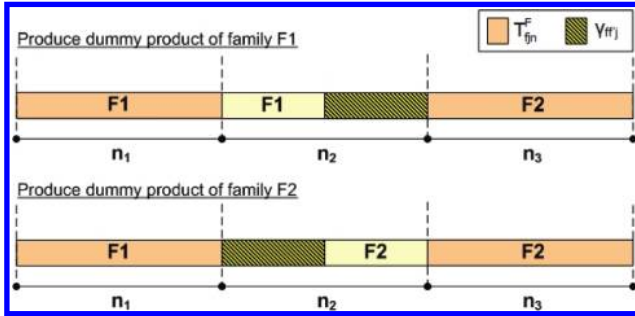 T^F_fjn γff'j
Produce dummy product of family F1
F1 F1 F2
n₁ n₂ n₃
Produce dummy product of family F2
F1 F2 F2
n₁ n₂ n₃